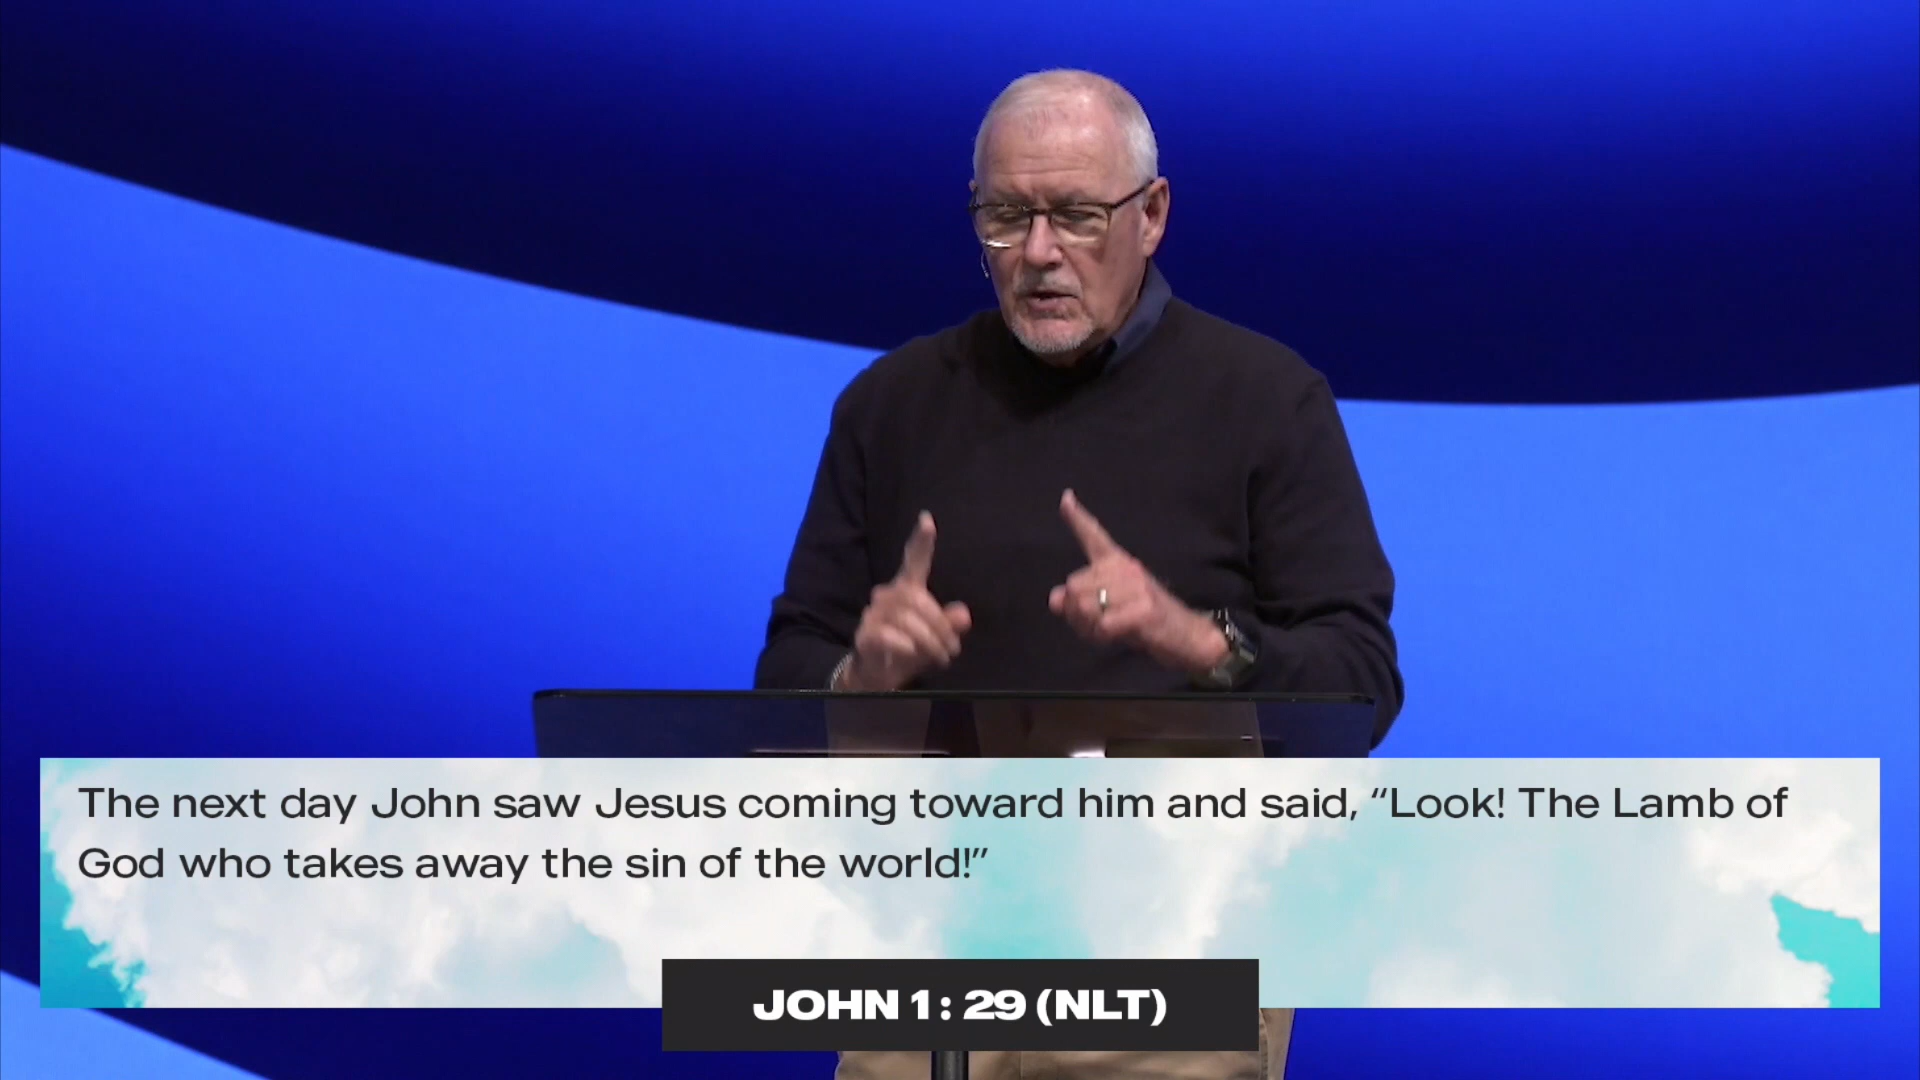 The next day John saw Jesus coming toward him and said, “Look! The Lamb of
God who takes away the sin of the world!”
JOHN 1 : 29 (NLT)